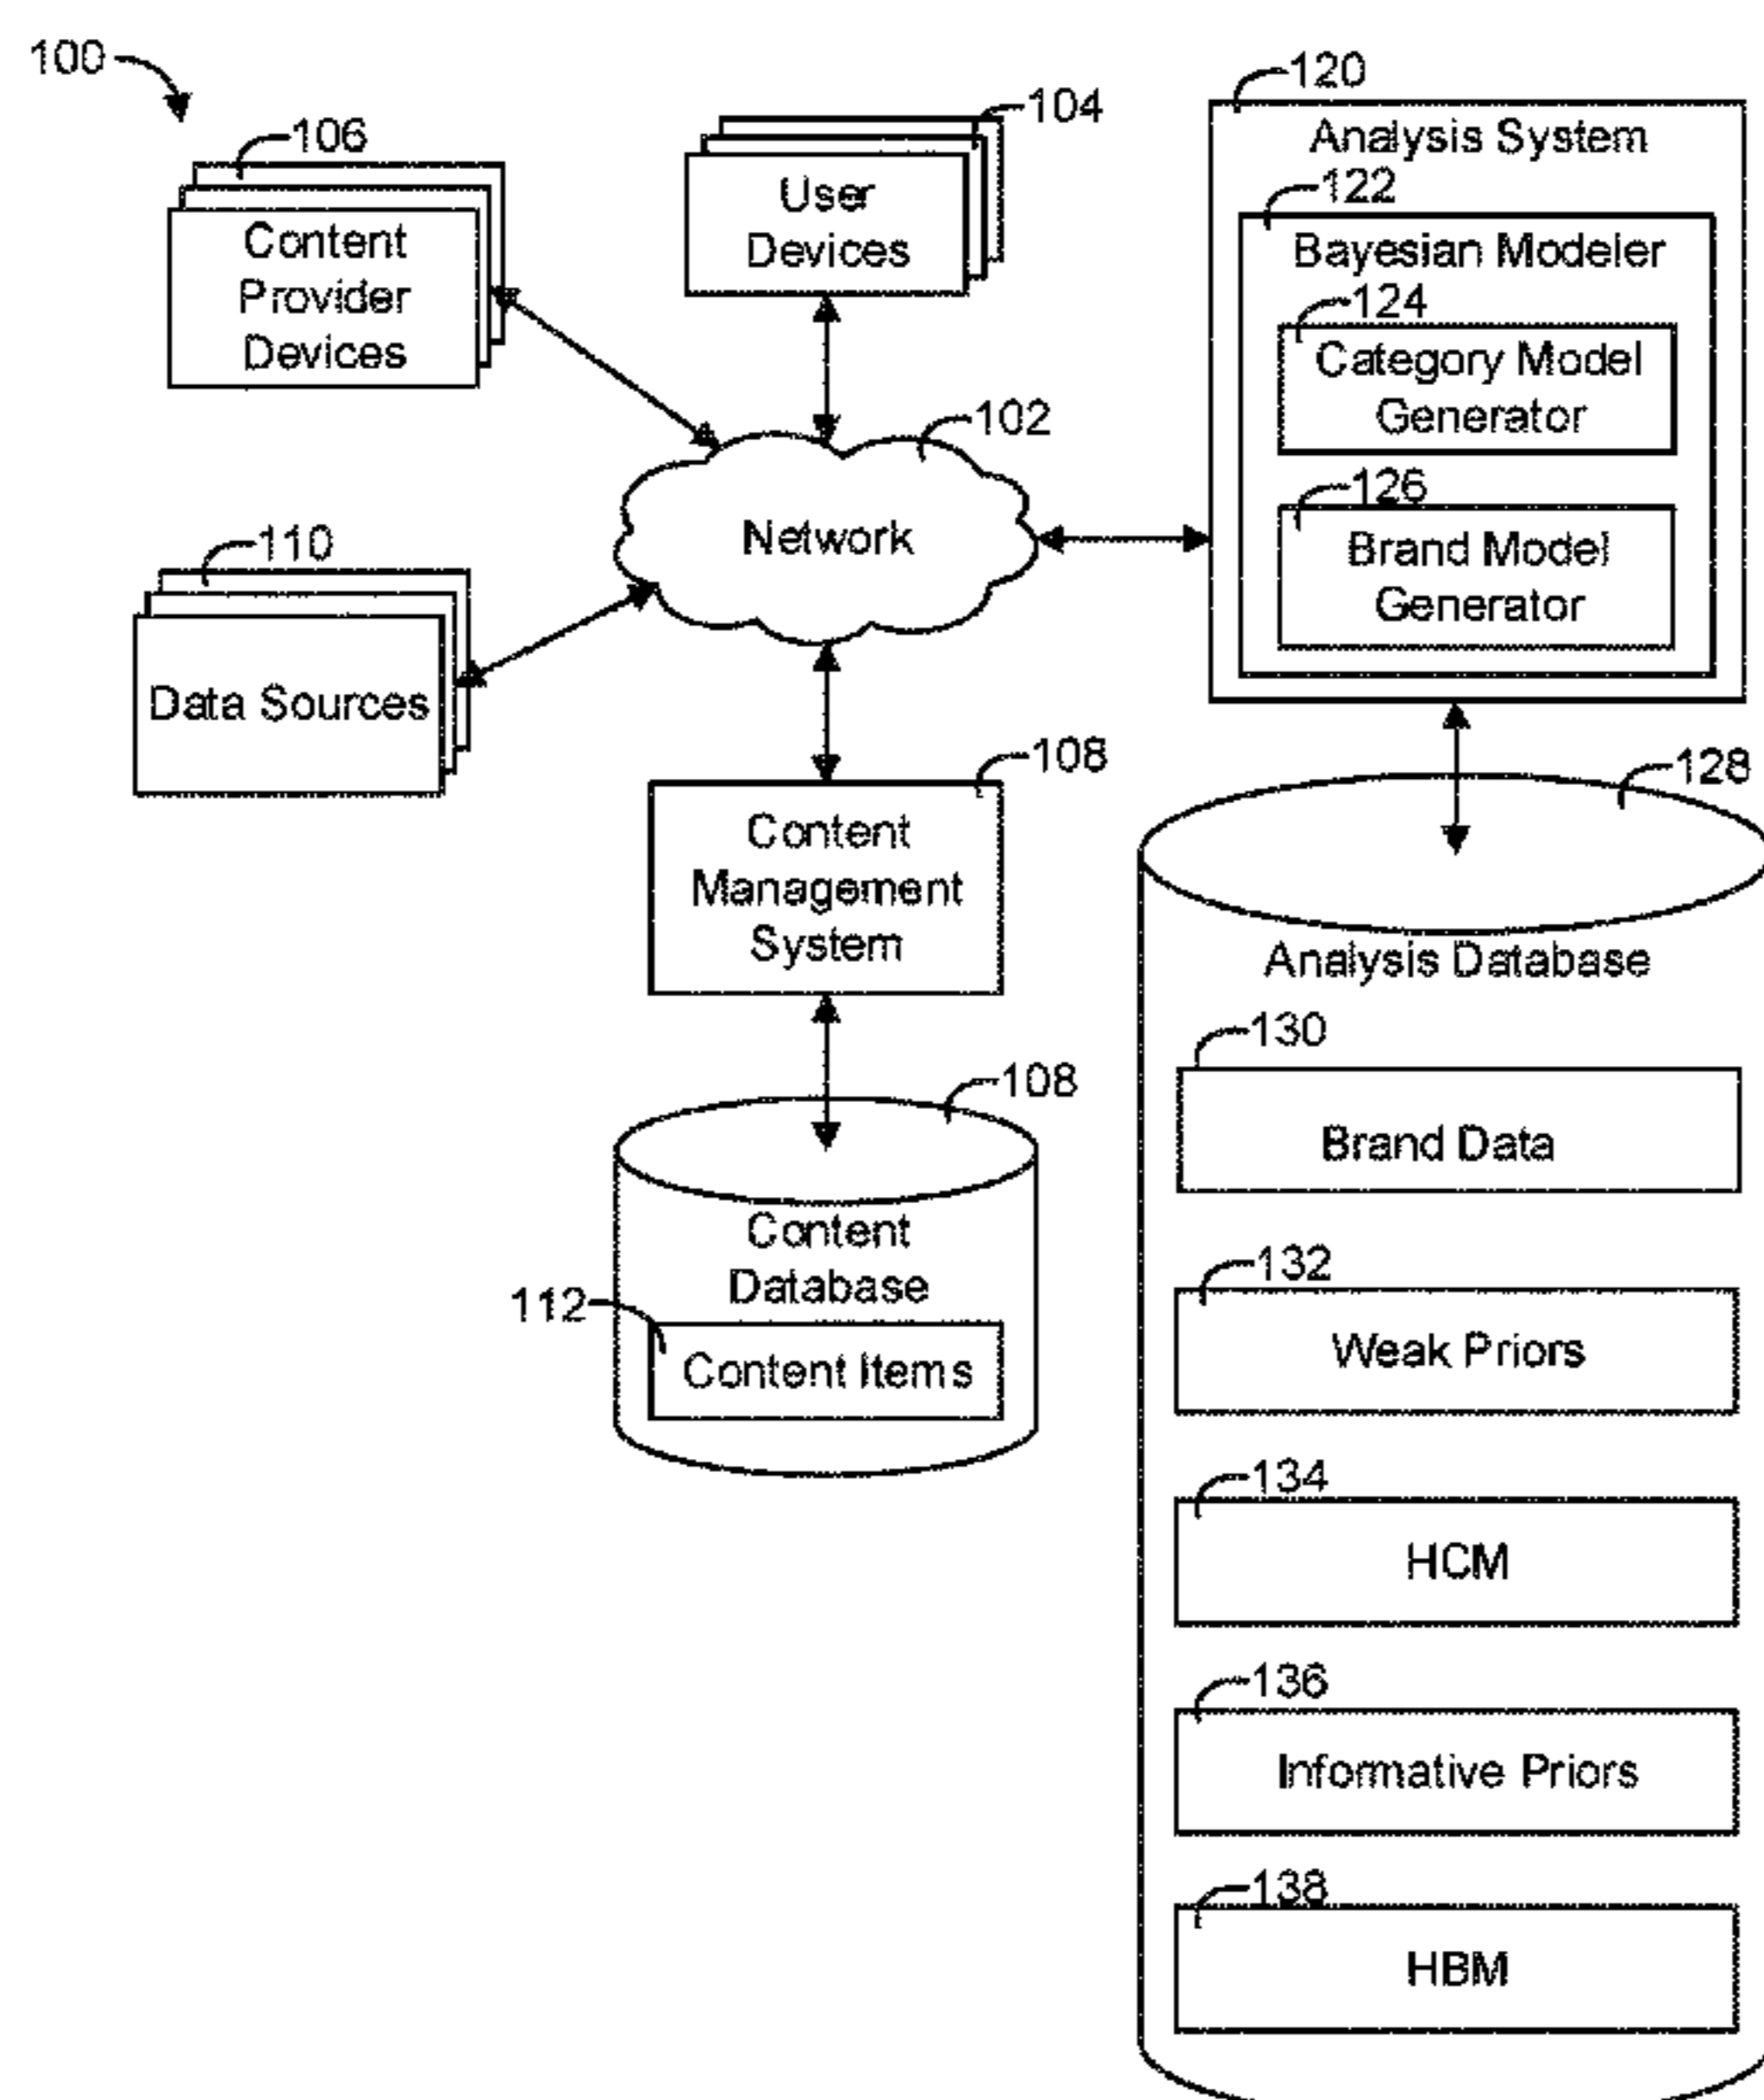 100
106
Content
Provider
Devices
104
User
Devices
120
Analysis System
122
Bayesian Modeler
124
Category Model
Generator
126
Brand Model
Generator
102
Network
110
Data Sources
108
Content
Management
System
108
Content
Database
112
Content Items
128
Analysis Database
130
Brand Data
132
Weak Priors
134
HCM
136
Informative Priors
138
HBM